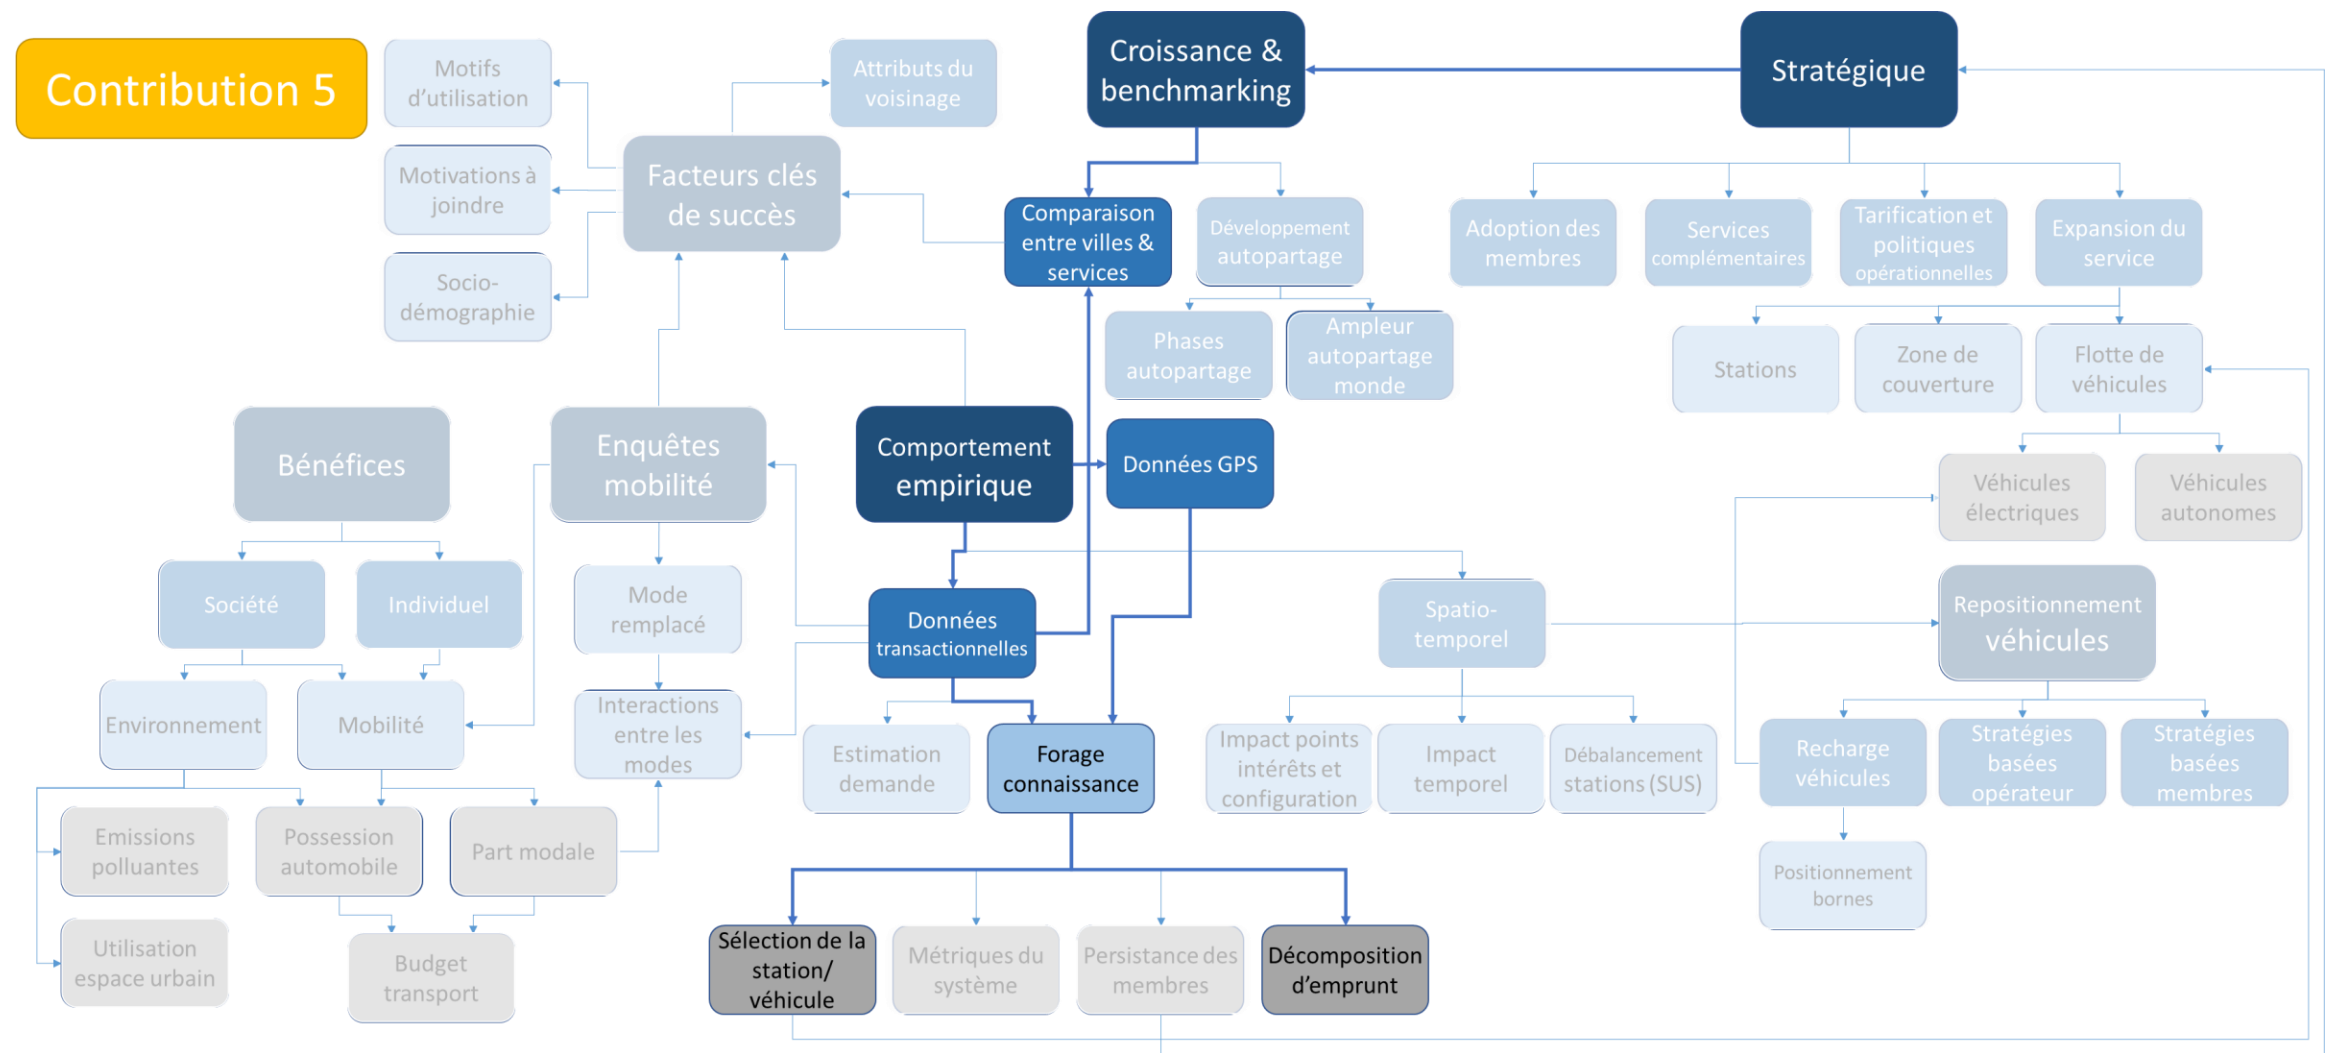 Contribution 5
Motifs
d’utilisation
Attributs du
voisinage
Croissance &
benchmarking
Stratégique
Motivations à
joindre
Facteurs clés
de succès
Socio-
démographie
Comparaison
entre villes &
services
Développement
autopartage
Adoption des
membres
Services
complémentaires
Tarification et
politiques
opérationnelles
Expansion du
service
Phases
autopartage
Ampleur
autopartage
monde
Stations
Zone de
couverture
Flotte de
véhicules
Bénéfices
Enquêtes
mobilité
Comportement
empirique
Données GPS
Véhicules
électriques
Véhicules
autonomes
Société
Individuel
Mode
remplacé
Données
transactionnelles
Spatio-
temporel
Repositionnement
véhicules
Environnement
Mobilité
Interactions
entre les
modes
Estimation
demande
Forage
connaissance
Impact points
intérêts et
configuration
Impact
temporel
Débalancement
stations (SUS)
Recharge
véhicules
Stratégies
basées
opérateur
Stratégies
basées
membres
Emissions
polluantes
Possession
automobile
Part modale
Positionnement
bornes
Utilisation
espace urbain
Budget
transport
Sélection de la
station/
véhicule
Métriques du
système
Persistance des
membres
Décomposition
d’emprunt